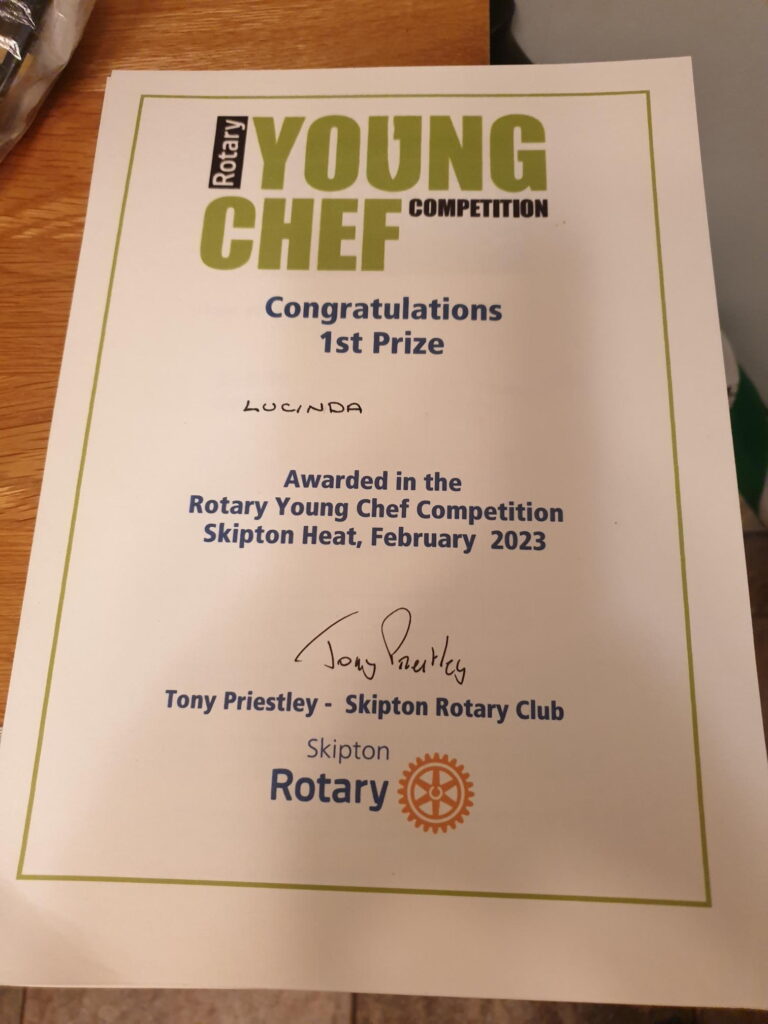 Rotary
YOUNG
CHEF COMPETITION
Congratulations
1st Prize
LUCINDA
Awarded in the
Rotary Young Chef Competition
Skipton Heat, February 2023
Tony Priestley
Tony Priestley - Skipton Rotary Club
Skipton
Rotary